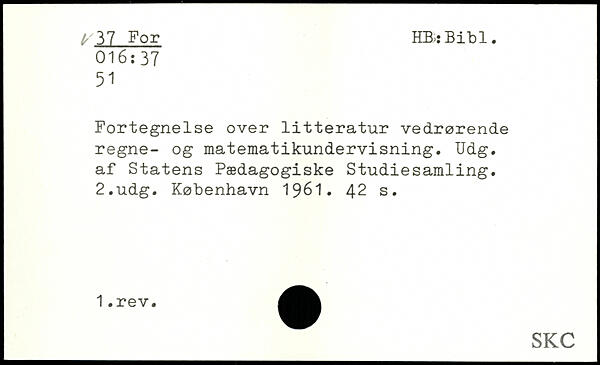 37 For HB:Bibl.
016:37
51
Fortegnelse over litteratur vedrørende
regne- og matematikundervisning. Udg.
af Statens Pædagogiske Studiesamling.
2.udg. København 1961. 42 s.
1.rev.
SKC